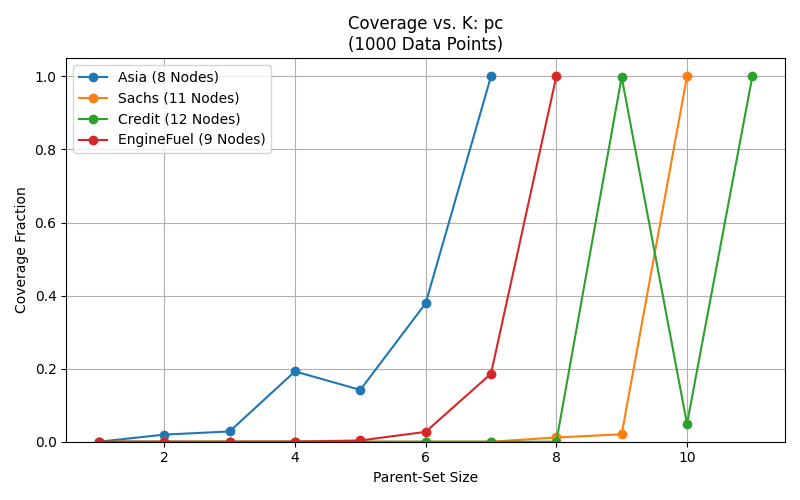 Coverage vs. K: pc
(1000 Data Points)
Coverage Fraction
1.0
0.8
0.6
0.4
0.2
0.0
Asia (8 Nodes)
Sachs (11 Nodes)
Credit (12 Nodes)
EngineFuel (9 Nodes)
2 4 6 8 10
Parent-Set Size